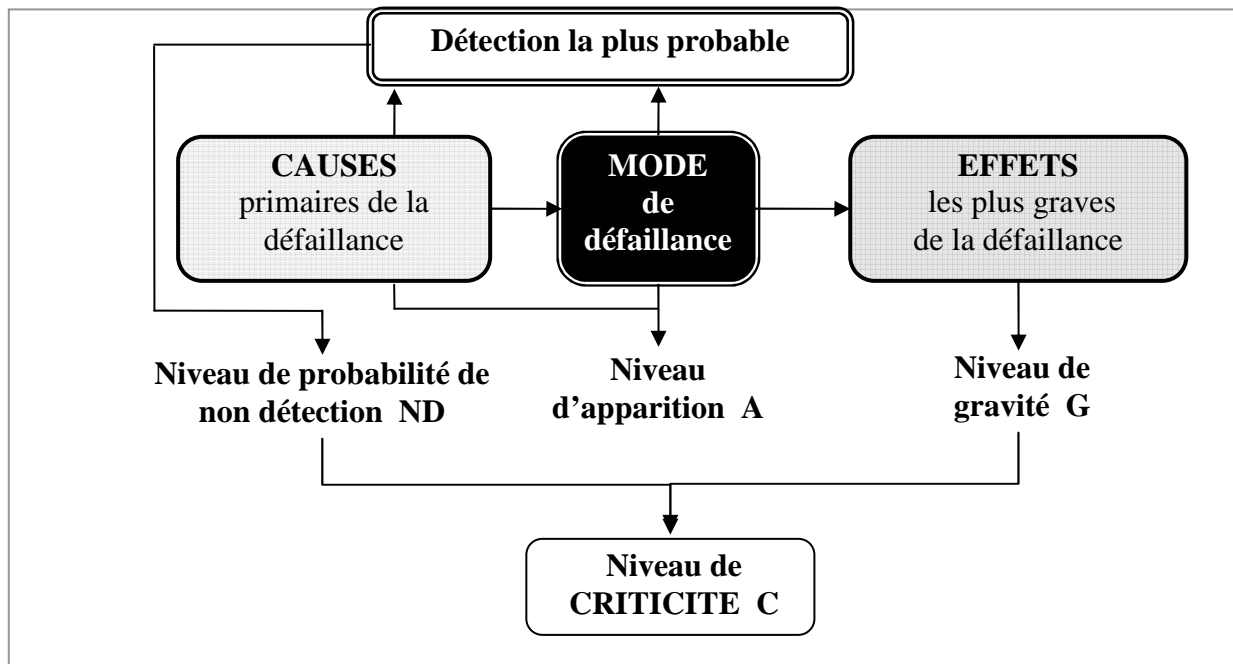 Détection la plus probable
CAUSES
primaires de la
défaillance
MODE
de
défaillance
EFFETS
les plus graves
de la défaillance
Niveau de probabilité de
non détection ND
Niveau
d’apparition A
Niveau de
gravité G
Niveau de
CRITICITE C